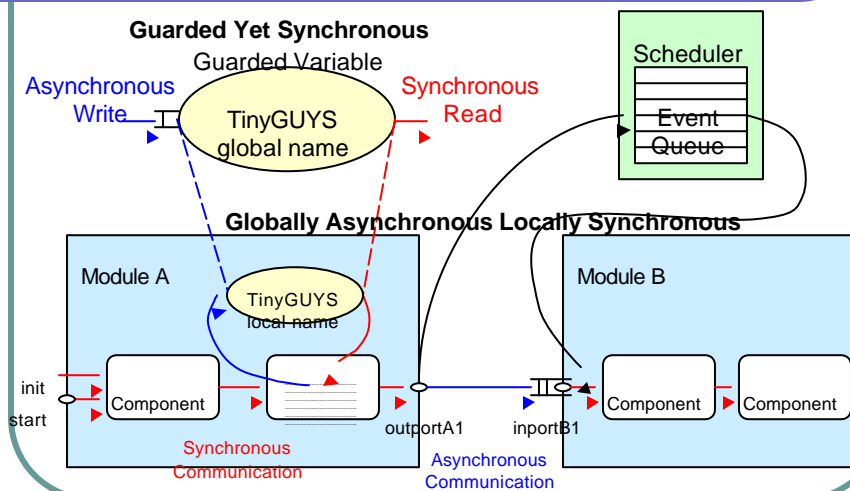 Guarded Yet Synchronous
Guarded Variable
Asynchronous
Write
TinyGUYS
global name
Synchronous
Read
Scheduler
Event
Queue
Globally Asynchronous Locally Synchronous
Module A
TinyGUYS
local name
init
start
Component
outportA1
Synchronous
Communication
Asynchronous
Communication
inportB1
Module B
Component
Component